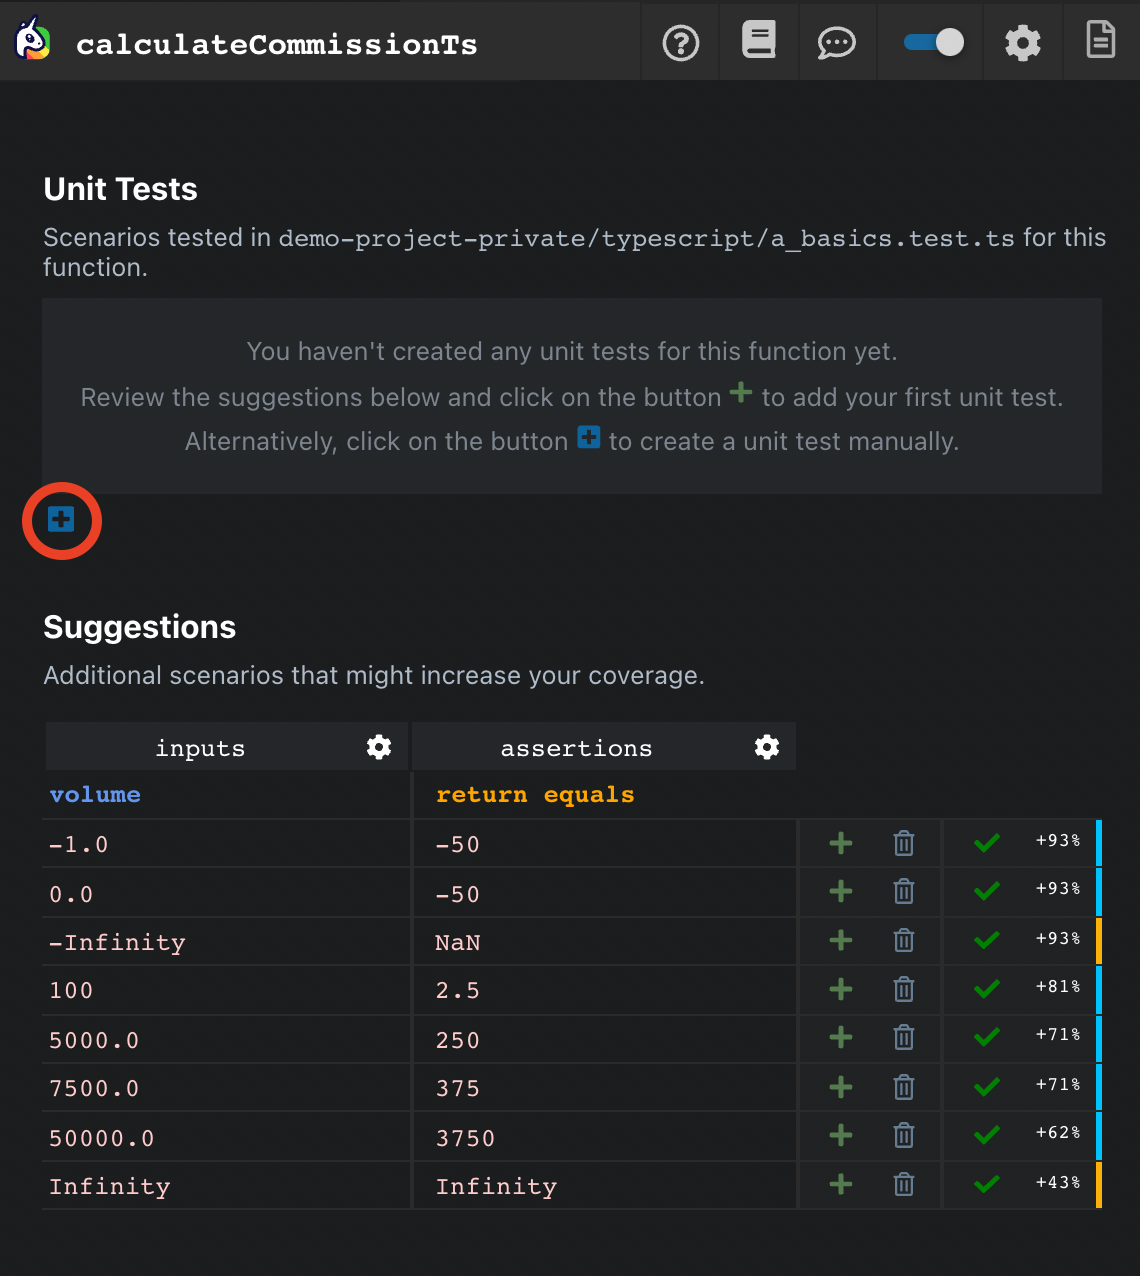 calculateCommissionTs
Unit Tests
Scenarios tested in demo-project-private/typescript/a_basics.test.ts for this
function.
You haven't created any unit tests for this function yet.
Review the suggestions below and click on the button + to add your first unit test.
Alternatively, click on the button + to create a unit test manually.
Suggestions
Additional scenarios that might increase your coverage.
inputs assertions
volume return equals
-1.0 -50 +93%
0.0 -50 +93%
-Infinity NaN +93%
100 2.5 +81%
5000.0 250 +71%
7500.0 375 +71%
50000.0 3750 +62%
Infinity Infinity +43%